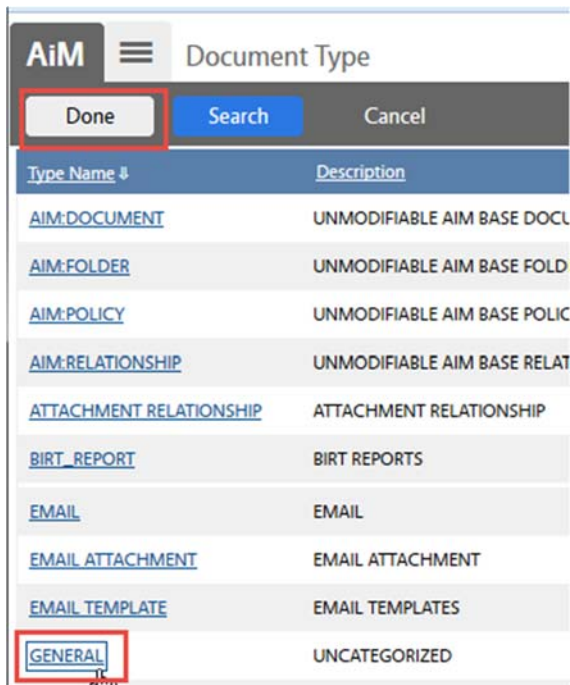 AiM Document Type
Done Search Cancel
Type Name Description
AIM:DOCUMENT UNMODIFIABLE AIM BASE DOCU
AIM:FOLDER UNMODIFIABLE AIM BASE FOLD
AIM:POLICY UNMODIFIABLE AIM BASE POLIC
AIM:RELATIONSHIP UNMODIFIABLE AIM BASE RELAT
ATTACHMENT RELATIONSHIP ATTACHMENT RELATIONSHIP
BIRT_REPORT BIRT REPORTS
EMAIL EMAIL
EMAIL ATTACHMENT EMAIL ATTACHMENT
EMAIL TEMPLATE EMAIL TEMPLATES
GENERAL UNCATEGORIZED